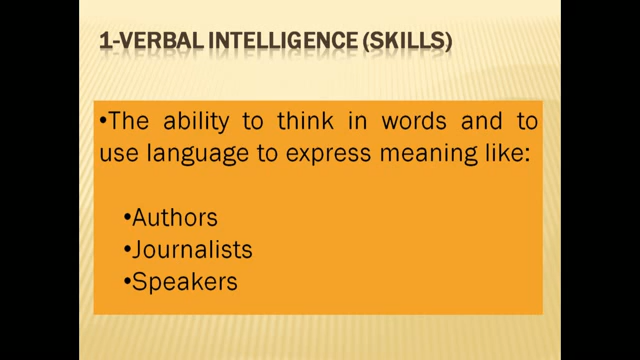 1-VERBAL INTELLIGENCE (SKILLS)
•The ability to think in words and to
use language to express meaning like:
•Authors
•Journalists
•Speakers